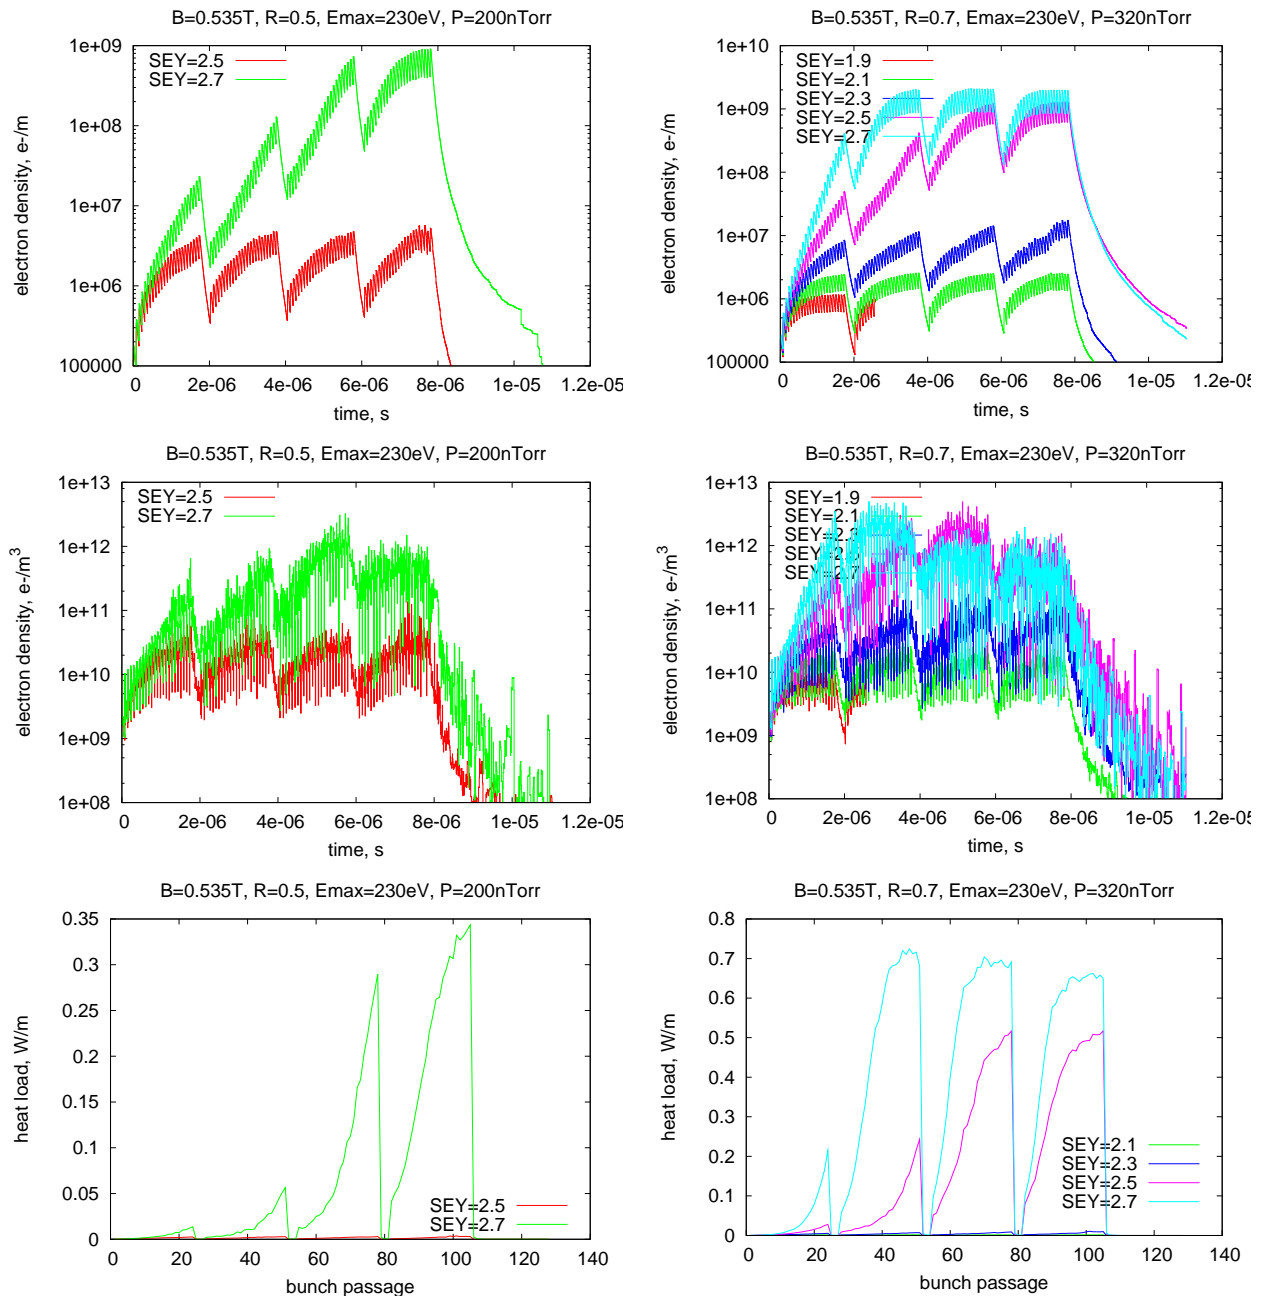 B=0.535T, R=0.5, Emax=230eV, P=200nTorr
1e+09
1e+08
1e+07
1e+06
100000
electron density, e-/m
SEY=2.5
SEY=2.7
0 2e-06 4e-06 6e-06 8e-06 1e-05 1.2e-05
time, s
B=0.535T, R=0.7, Emax=230eV, P=320nTorr
1e+10
1e+09
1e+08
1e+07
1e+06
100000
electron density, e-/m
SEY=1.9
SEY=2.1
SEY=2.3
SEY=2.5
SEY=2.7
0 2e-06 4e-06 6e-06 8e-06 1e-05 1.2e-05
time, s
B=0.535T, R=0.5, Emax=230eV, P=200nTorr
1e+13
1e+12
1e+11
1e+10
1e+09
1e+08
electron density, e-/m³
SEY=2.5
SEY=2.7
0 2e-06 4e-06 6e-06 8e-06 1e-05 1.2e-05
time, s
B=0.535T, R=0.7, Emax=230eV, P=320nTorr
1e+13
1e+12
1e+11
1e+10
1e+09
1e+08
electron density, e-/m³
SEY=1.9
SEY=2.1
SEY=2.3
SEY=2.5
SEY=2.7
0 2e-06 4e-06 6e-06 8e-06 1e-05 1.2e-05
time, s
B=0.535T, R=0.5, Emax=230eV, P=200nTorr
0.35
0.3
0.25
0.2
0.15
0.1
0.05
0
heat load, W/m
SEY=2.5
SEY=2.7
0 20 40 60 80 100 120 140
bunch passage
B=0.535T, R=0.7, Emax=230eV, P=320nTorr
0.8
0.7
0.6
0.5
0.4
0.3
0.2
0.1
0
heat load, W/m
SEY=2.1
SEY=2.3
SEY=2.5
SEY=2.7
0 20 40 60 80 100 120 140
bunch passage